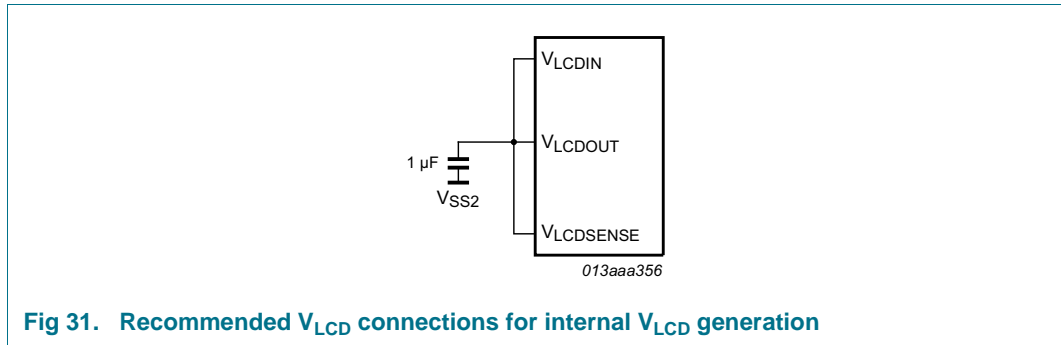 VLCDIN
VLCDOUT
1 µF
VSS2
VLCDSENSE
013aaa356
Fig 31. Recommended VLCD connections for internal VLCD generation